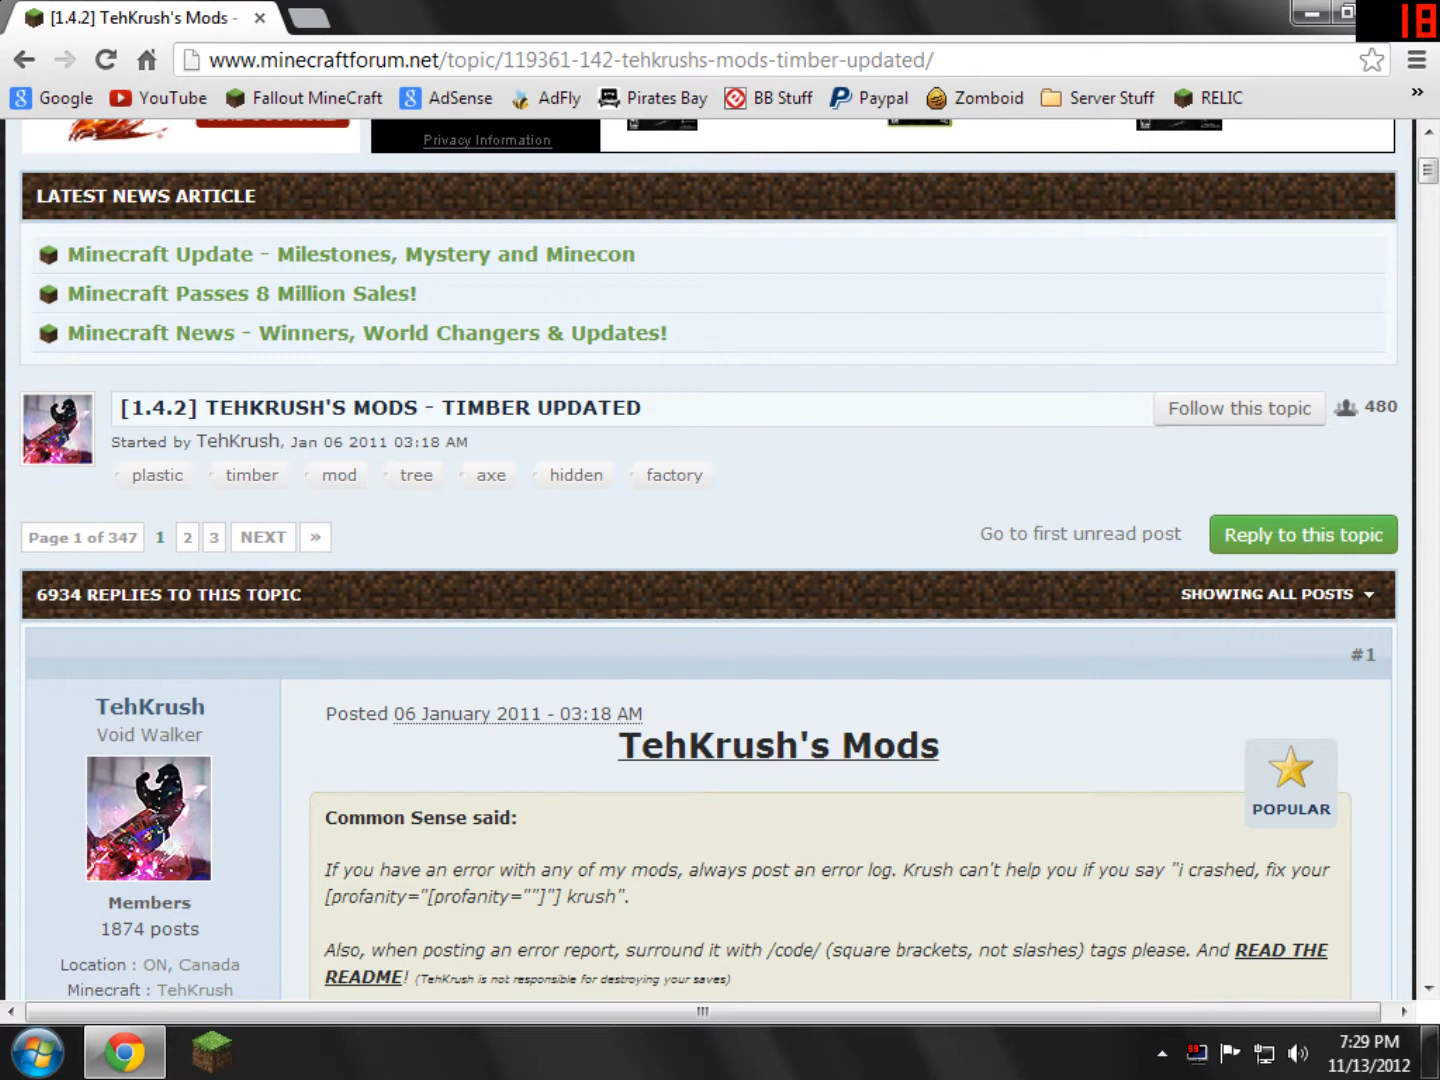 [1.4.2] TehKrush's Mods -
18
www.minecraftforum.net/topic/119361-142-tehkrushs-mods-timber-updated/
Google YouTube Fallout MineCraft AdSense AdFly Pirates Bay BB Stuff Paypal Zomboid Server Stuff RELIC »
Privacy Information
LATEST NEWS ARTICLE
Minecraft Update - Milestones, Mystery and Minecon
Minecraft Passes 8 Million Sales!
Minecraft News - Winners, World Changers & Updates!
[1.4.2] TEHKRUSH'S MODS - TIMBER UPDATED
Follow this topic 480
Started by TehKrush, Jan 06 2011 03:18 AM
plastic timber mod tree axe hidden factory
Page 1 of 347 1 2 3 NEXT »
Go to first unread post Reply to this topic
6934 REPLIES TO THIS TOPIC SHOWING ALL POSTS
#1
TehKrush
Void Walker
Members
1874 posts
Location : ON, Canada
Minecraft : TehKrush
Posted 06 January 2011 - 03:18 AM
TehKrush's Mods
POPULAR
Common Sense said:
If you have an error with any of my mods, always post an error log. Krush can't help you if you say "i crashed, fix your
[profanity="[profanity=""]"] krush".
Also, when posting an error report, surround it with /code/ (square brackets, not slashes) tags please. And READ THE
README! (TehKrush is not responsible for destroying your saves)
99
7:29 PM
11/13/2012